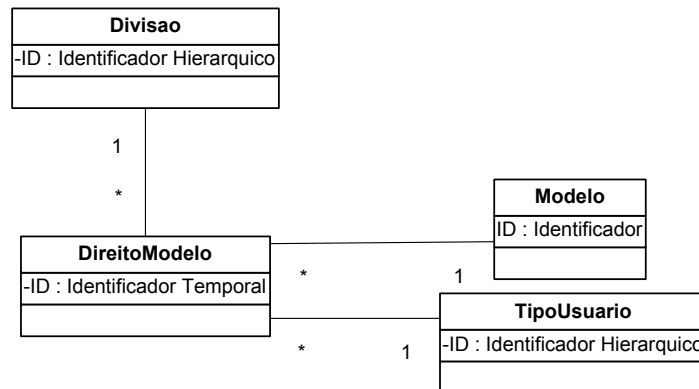 Divisao
-ID : Identificador Hierarquico
1
*
Modelo
ID : Identificador
DireitoModelo
-ID : Identificador Temporal
*
1
TipoUsuario
-ID : Identificador Hierarquico
*
1